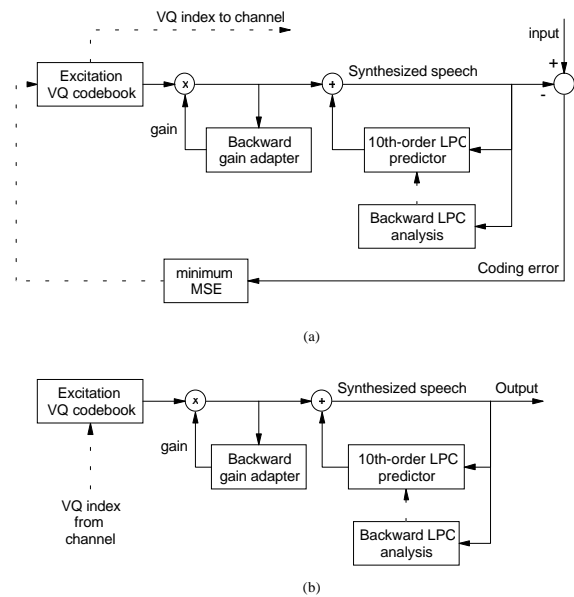 VQ index to channel
input
Excitation
VQ codebook
x
+
Synthesized speech
+
-
gain
Backward
gain adapter
10th-order LPC
predictor
Backward LPC
analysis
minimum
MSE
Coding error
(a)
Excitation
VQ codebook
x
+
Synthesized speech
Output
gain
Backward
gain adapter
10th-order LPC
predictor
VQ index
from
channel
Backward LPC
analysis
(b)